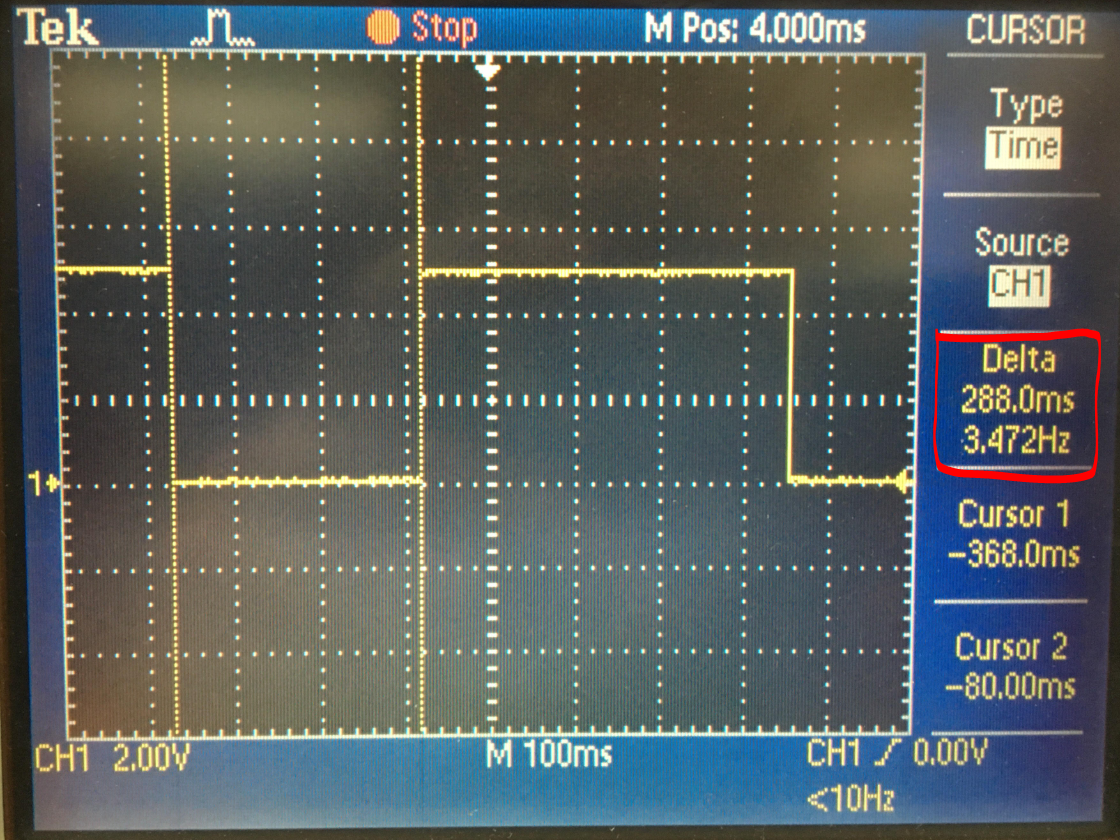 Tek Stop M Pos: 4.000ms CURSOR
Type
Time
Source
CH1
Delta
288.0ms
3.472Hz
1
Cursor 1
-368.0ms
Cursor 2
-80.00ms
CH1 2.00V M 100ms CH1 0.00V
<10Hz